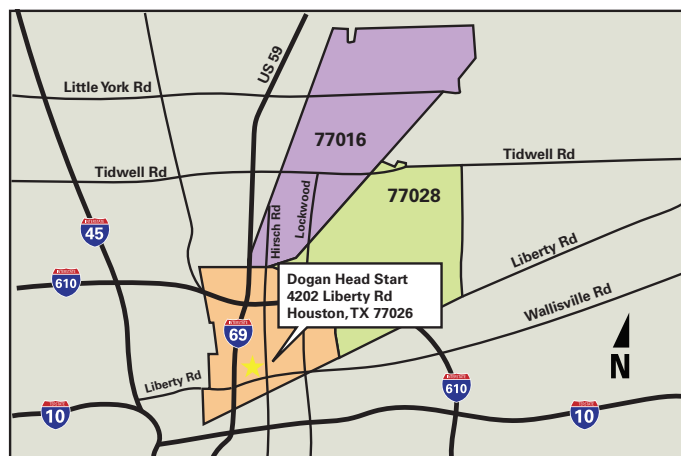 US 59
Little York Rd
77016
Tidwell Rd
Tidwell Rd
77028
Hirsch Rd
Lockwood
45
610
Liberty Rd
Dogan Head Start
4202 Liberty Rd
Houston, TX 77026
Wallisville Rd
69
N
Liberty Rd
610
10
10